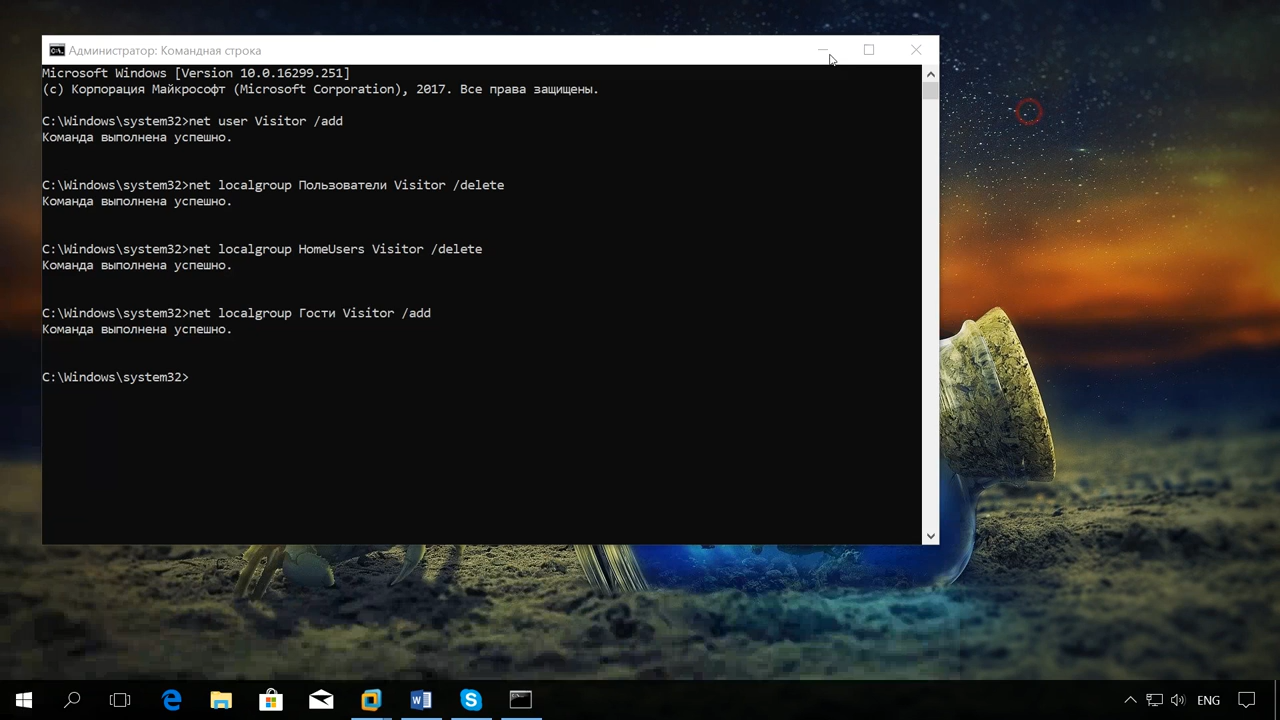 Администратор: Командная строка
Microsoft Windows [Version 10.0.16299.251]
(c) Корпорация Майкрософт (Microsoft Corporation), 2017. Все права защищены.
C:\Windows\system32>net user Visitor /add
Команда выполнена успешно.
C:\Windows\system32>net localgroup Пользователи Visitor /delete
Команда выполнена успешно.
C:\Windows\system32>net localgroup HomeUsers Visitor /delete
Команда выполнена успешно.
C:\Windows\system32>net localgroup Гости Visitor /add
Команда выполнена успешно.
C:\Windows\system32>
ENG